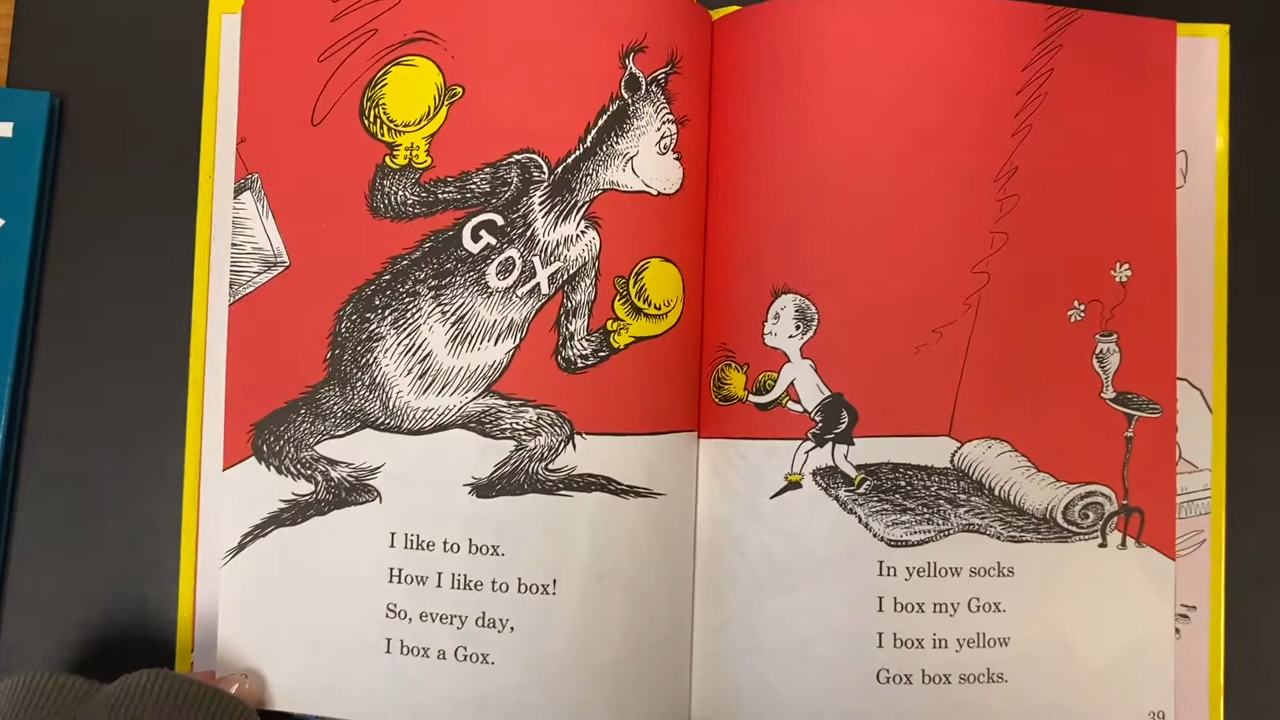 GOX
I like to box.
How I like to box!
So, every day,
I box a Gox.
In yellow socks
I box my Gox.
I box in yellow
Gox box socks.
39